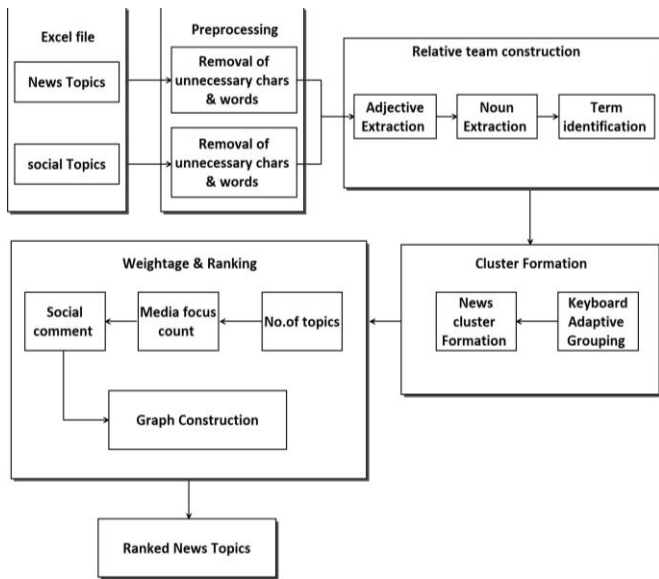 Excel file
News Topics
social Topics
Preprocessing
Removal of
unnecessary chars
& words
Removal of
unnecessary chars
& words
Relative team construction
Adjective
Extraction
Noun
Extraction
Term
identification
Cluster Formation
News
cluster
Formation
Keyboard
Adaptive
Grouping
Weightage & Ranking
Social
comment
Media focus
count
No.of topics
Graph Construction
Ranked News Topics